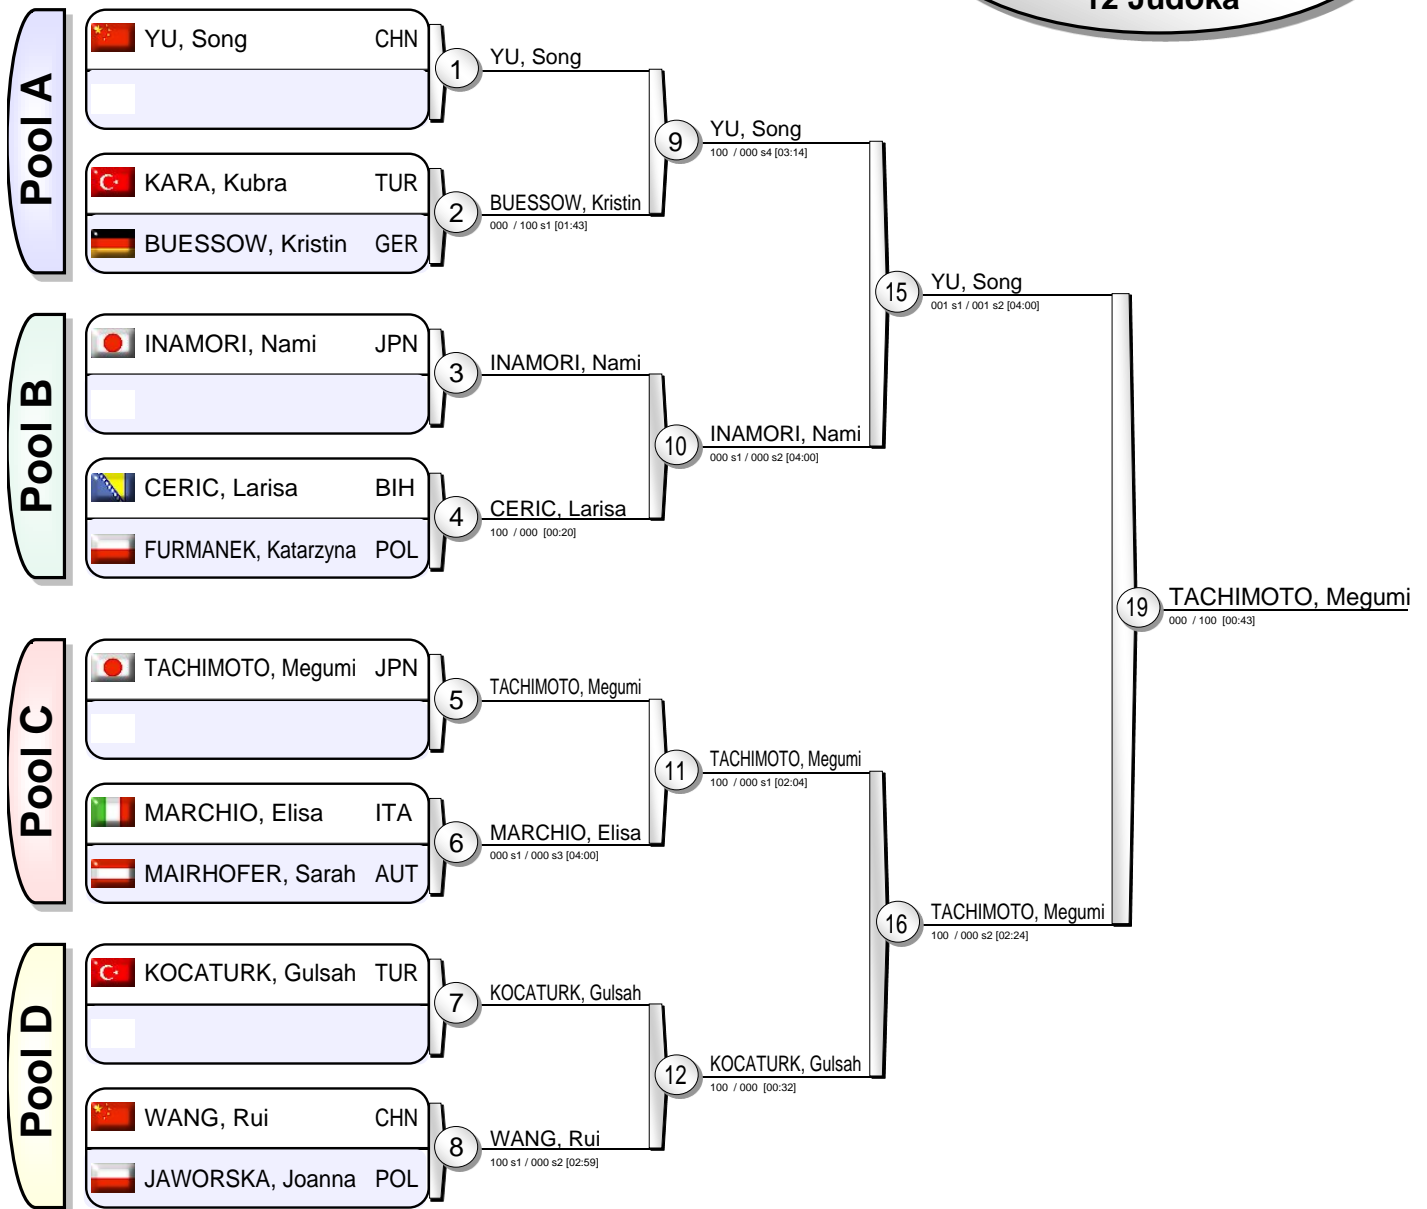 12 Judoka
Pool A
YU, Song CHN
KARA, Kubra TUR
BUESSOW, Kristin GER
1
YU, Song
2
BUESSOW, Kristin
000 / 100 s1 [01:43]
9
YU, Song
100 / 000 s4 [03:14]
Pool B
INAMORI, Nami JPN
CERIC, Larisa BIH
FURMANEK, Katarzyna POL
3
INAMORI, Nami
4
CERIC, Larisa
100 / 000 [00:20]
10
INAMORI, Nami
000 s1 / 000 s2 [04:00]
15
YU, Song
001 s1 / 001 s2 [04:00]
Pool C
TACHIMOTO, Megumi JPN
MARCHIO, Elisa ITA
MAIRHOFER, Sarah AUT
5
TACHIMOTO, Megumi
6
MARCHIO, Elisa
000 s1 / 000 s3 [04:00]
11
TACHIMOTO, Megumi
100 / 000 s1 [02:04]
Pool D
KOCATURK, Gulsah TUR
WANG, Rui CHN
JAWORSKA, Joanna POL
7
KOCATURK, Gulsah
8
WANG, Rui
100 s1 / 000 s2 [02:59]
12
KOCATURK, Gulsah
100 / 000 [00:32]
16
TACHIMOTO, Megumi
100 / 000 s2 [02:24]
19
TACHIMOTO, Megumi
000 / 100 [00:43]